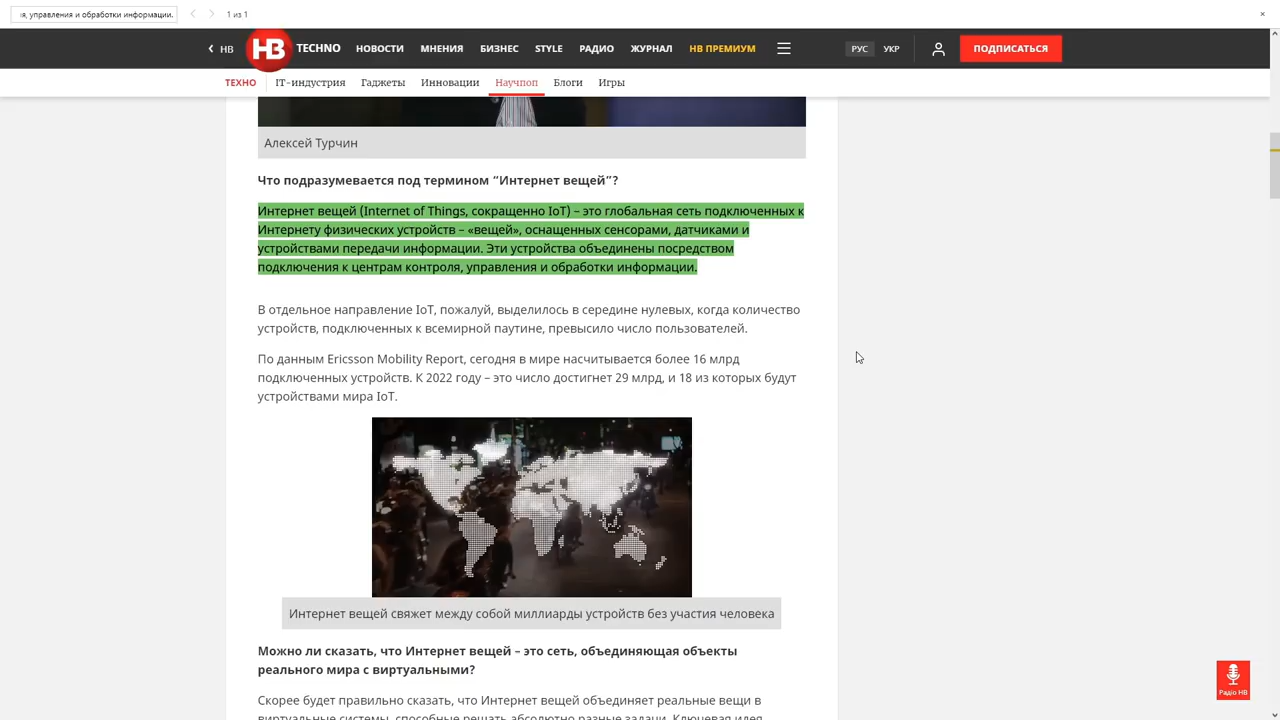 я, управления и обработки информации.
1 из 1
НВ
НВ
TECHNO
НОВОСТИ
МНЕНИЯ
БИЗНЕС
STYLE
РАДИО
ЖУРНАЛ
НВ ПРЕМИУМ
РУС
УКР
ПОДПИСАТЬСЯ
ТЕХНО
IT-индустрия
Гаджеты
Инновации
Научпоп
Блоги
Игры
Алексей Турчин
Что подразумевается под термином “Интернет вещей”?
Интернет вещей (Internet of Things, сокращенно IoT) – это глобальная сеть подключенных к
Интернету физических устройств – «вещей», оснащенных сенсорами, датчиками и
устройствами передачи информации. Эти устройства объединены посредством
подключения к центрам контроля, управления и обработки информации.
В отдельное направление IoT, пожалуй, выделилось в середине нулевых, когда количество
устройств, подключенных к всемирной паутине, превысило число пользователей.
По данным Ericsson Mobility Report, сегодня в мире насчитывается более 16 млрд
подключенных устройств. К 2022 году – это число достигнет 29 млрд, и 18 из которых будут
устройствами мира IoT.
Интернет вещей свяжет между собой миллиарды устройств без участия человека
Можно ли сказать, что Интернет вещей – это сеть, объединяющая объекты
реального мира с виртуальными?
Скорее будет правильно сказать, что Интернет вещей объединяет реальные вещи в
виртуальные системы, способные решать абсолютно разные задачи. Ключевая идея
Радіо НВ